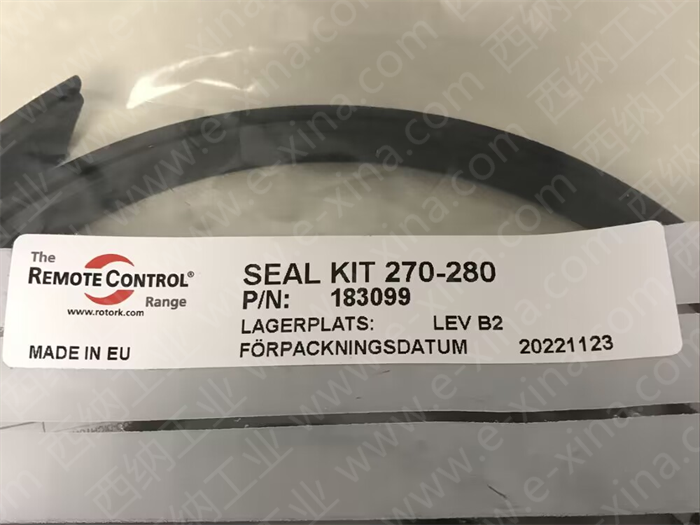 The
REMOTE CONTROL®
Range
www.rotork.com
MADE IN EU
SEAL KIT 270-280
P/N: 183099
LAGERPLATS: LEV B2
FÖRPACKNINGSDATUM 20221123
西纳工业 www.e-xina.com